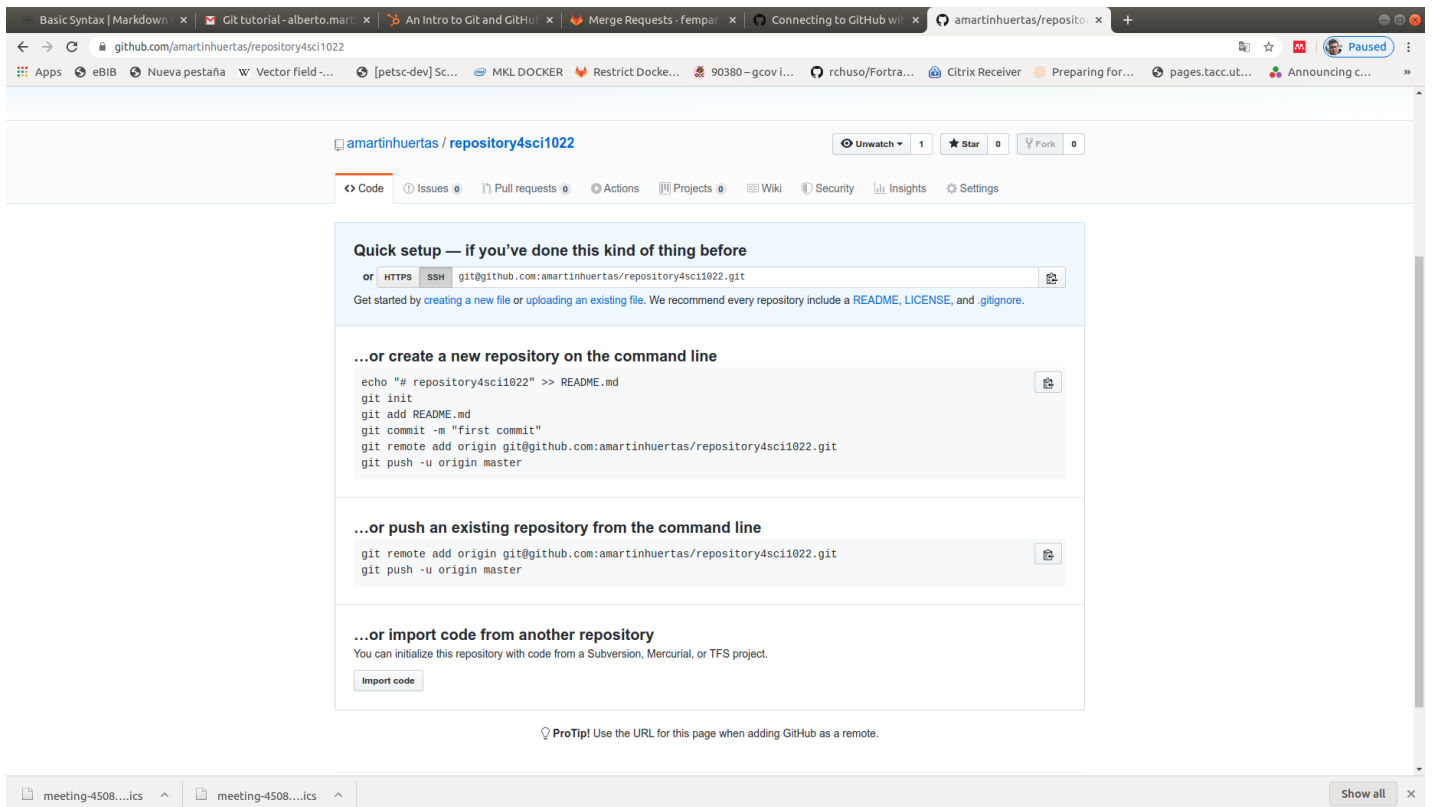 Basic Syntax | Markdown
Git tutorial - alberto.mart
An Intro to Git and GitHub
Merge Requests · fempar
Connecting to GitHub wit
amartinhuertas/reposito
github.com/amartinhuertas/repository4sci1022
Paused
Apps eBIB Nueva pestaña Vector field -... [petsc-dev] Sc... MKL DOCKER Restrict Docke... 90380 – gcov i... rchuso/Fortra... Citrix Receiver Preparing for... pages.tacc.ut... Announcing c... »
amartinhuertas / repository4sci1022
Unwatch 1 Star 0 Fork 0
<> Code Issues 0 Pull requests 0 Actions Projects 0 Wiki Security Insights Settings
Quick setup — if you've done this kind of thing before
or HTTPS SSH git@github.com:amartinhuertas/repository4sci1022.git
Get started by creating a new file or uploading an existing file. We recommend every repository include a README, LICENSE, and .gitignore.
…or create a new repository on the command line
echo "# repository4sci1022" >> README.md
git init
git add README.md
git commit -m "first commit"
git remote add origin git@github.com:amartinhuertas/repository4sci1022.git
git push -u origin master
…or push an existing repository from the command line
git remote add origin git@github.com:amartinhuertas/repository4sci1022.git
git push -u origin master
…or import code from another repository
You can initialize this repository with code from a Subversion, Mercurial, or TFS project.
Import code
ProTip! Use the URL for this page when adding GitHub as a remote.
meeting-4508....ics
meeting-4508....ics
Show all